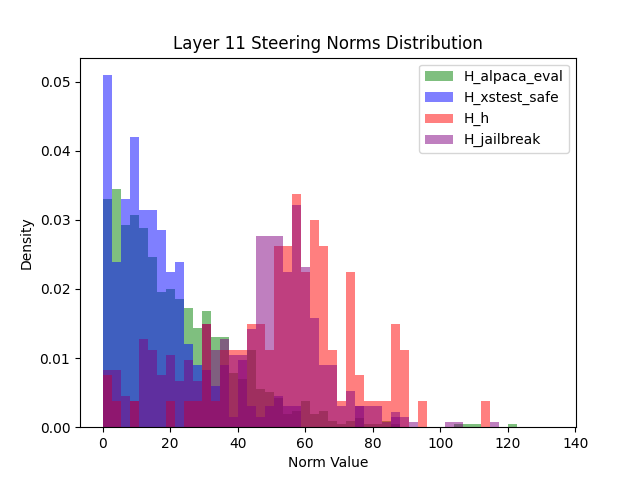 Layer 11 Steering Norms Distribution
H_alpaca_eval
H_xstest_safe
H_h
H_jailbreak
Density
0.05
0.04
0.03
0.02
0.01
0.00
0
20
40
60
80
100
120
140
Norm Value